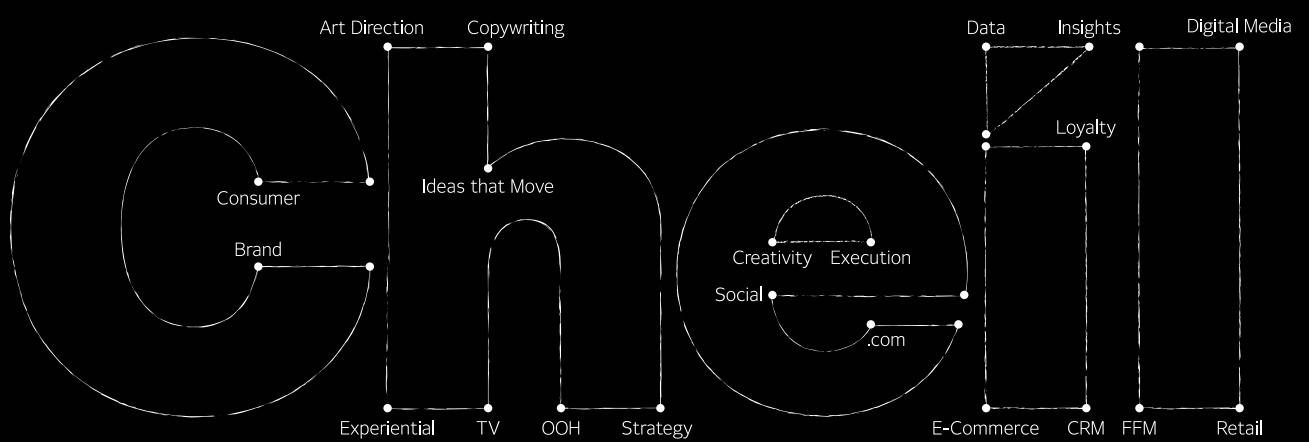 Cheil
Art Direction
Copywriting
Data
Insights
Digital Media
Loyalty
Consumer
Ideas that Move
Brand
Creativity
Execution
Social
.com
Experiential
TV
OOH
Strategy
E-Commerce
CRM
FFM
Retail